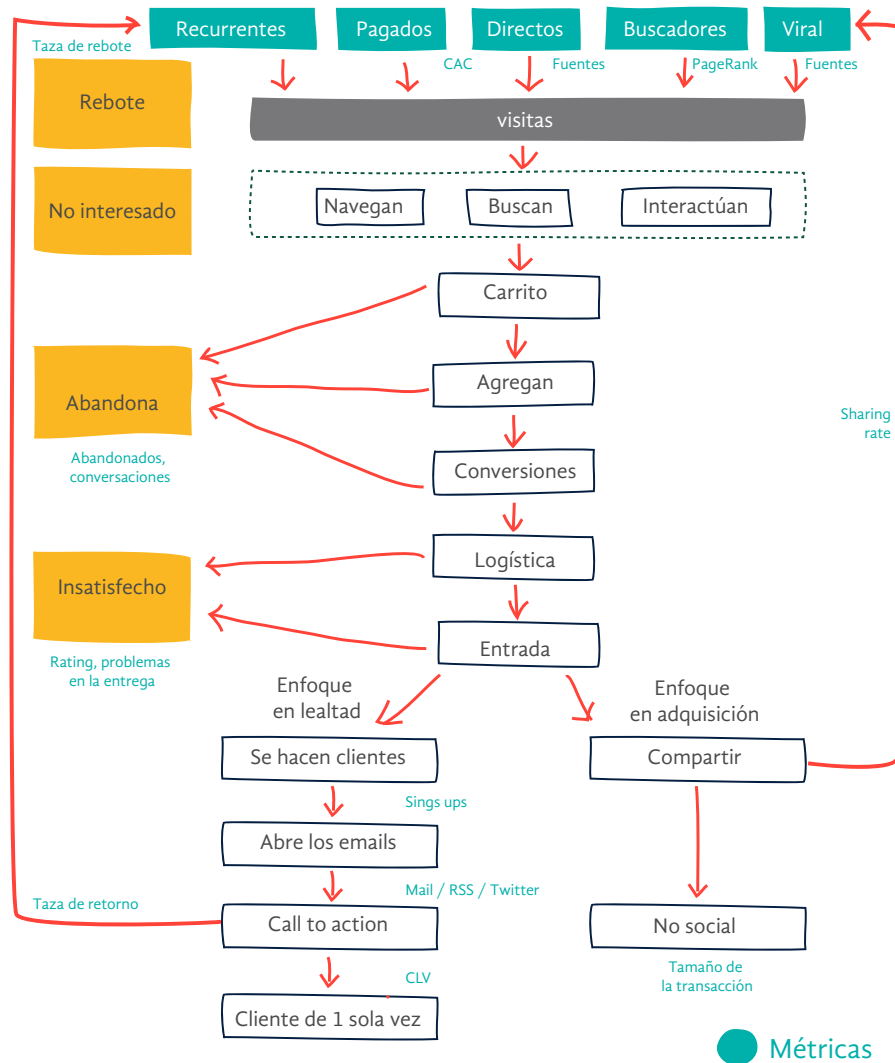 Recurrentes
Pagados
Directos
Buscadores
Viral
Taza de rebote
CAC
Fuentes
PageRank
Fuentes
Rebote
visitas
No interesado
Navegan
Buscan
Interactúan
Carrito
Abandona
Agregan
Sharing
rate
Abandonados,
conversaciones
Conversiones
Logística
Insatisfecho
Entrada
Rating, problemas
en la entrega
Enfoque
en lealtad
Enfoque
en adquisición
Se hacen clientes
Compartir
Sings ups
Abre los emails
Mail / RSS / Twitter
Taza de retorno
Call to action
No social
CLV
Tamaño de
la transacción
Cliente de 1 sola vez
Métricas